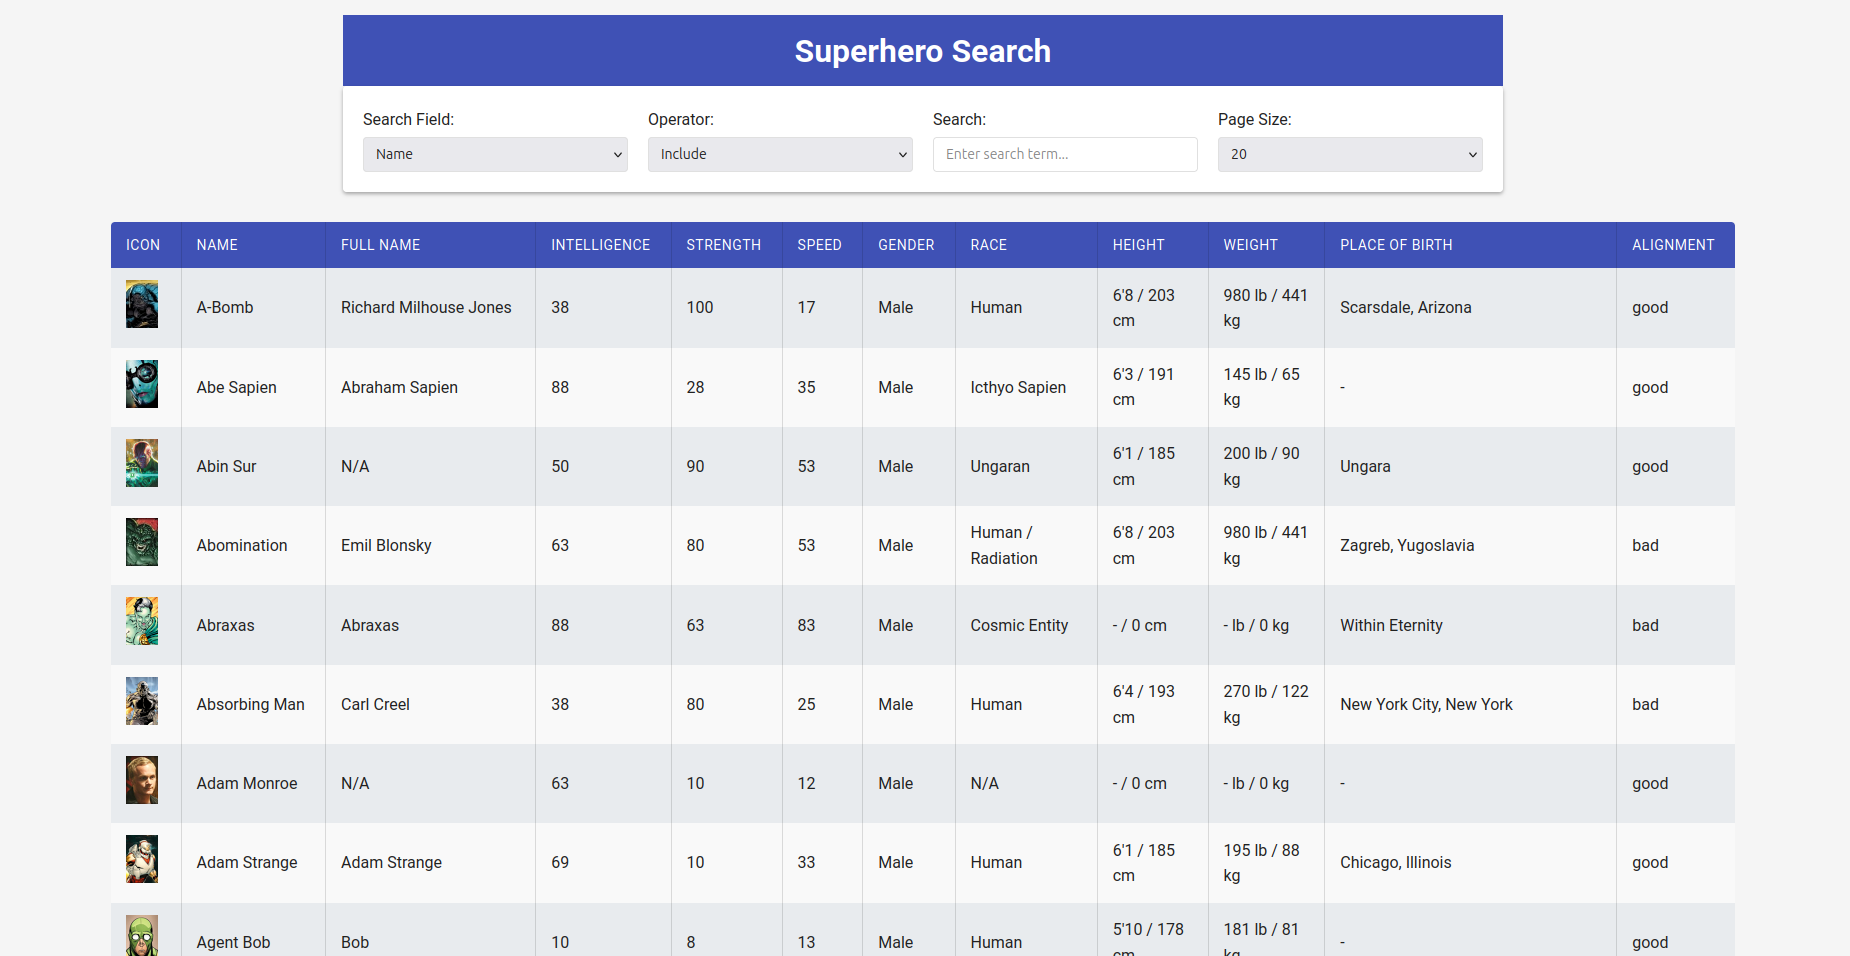 Superhero Search
Search Field: Operator: Search: Page Size:
Name Include Enter search term... 20
ICON NAME FULL NAME INTELLIGENCE STRENGTH SPEED GENDER RACE HEIGHT WEIGHT PLACE OF BIRTH ALIGNMENT
A-Bomb Richard Milhouse Jones 38 100 17 Male Human 6'8 / 203 cm 980 lb / 441 kg Scarsdale, Arizona good
Abe Sapien Abraham Sapien 88 28 35 Male Icthyo Sapien 6'3 / 191 cm 145 lb / 65 kg - good
Abin Sur N/A 50 90 53 Male Ungaran 6'1 / 185 cm 200 lb / 90 kg Ungara good
Abomination Emil Blonsky 63 80 53 Male Human / Radiation 6'8 / 203 cm 980 lb / 441 kg Zagreb, Yugoslavia bad
Abraxas Abraxas 88 63 83 Male Cosmic Entity - / 0 cm - lb / 0 kg Within Eternity bad
Absorbing Man Carl Creel 38 80 25 Male Human 6'4 / 193 cm 270 lb / 122 kg New York City, New York bad
Adam Monroe N/A 63 10 12 Male N/A - / 0 cm - lb / 0 kg - good
Adam Strange Adam Strange 69 10 33 Male Human 6'1 / 185 cm 195 lb / 88 kg Chicago, Illinois good
Agent Bob Bob 10 8 13 Male Human 5'10 / 178 cm 181 lb / 81 kg - good